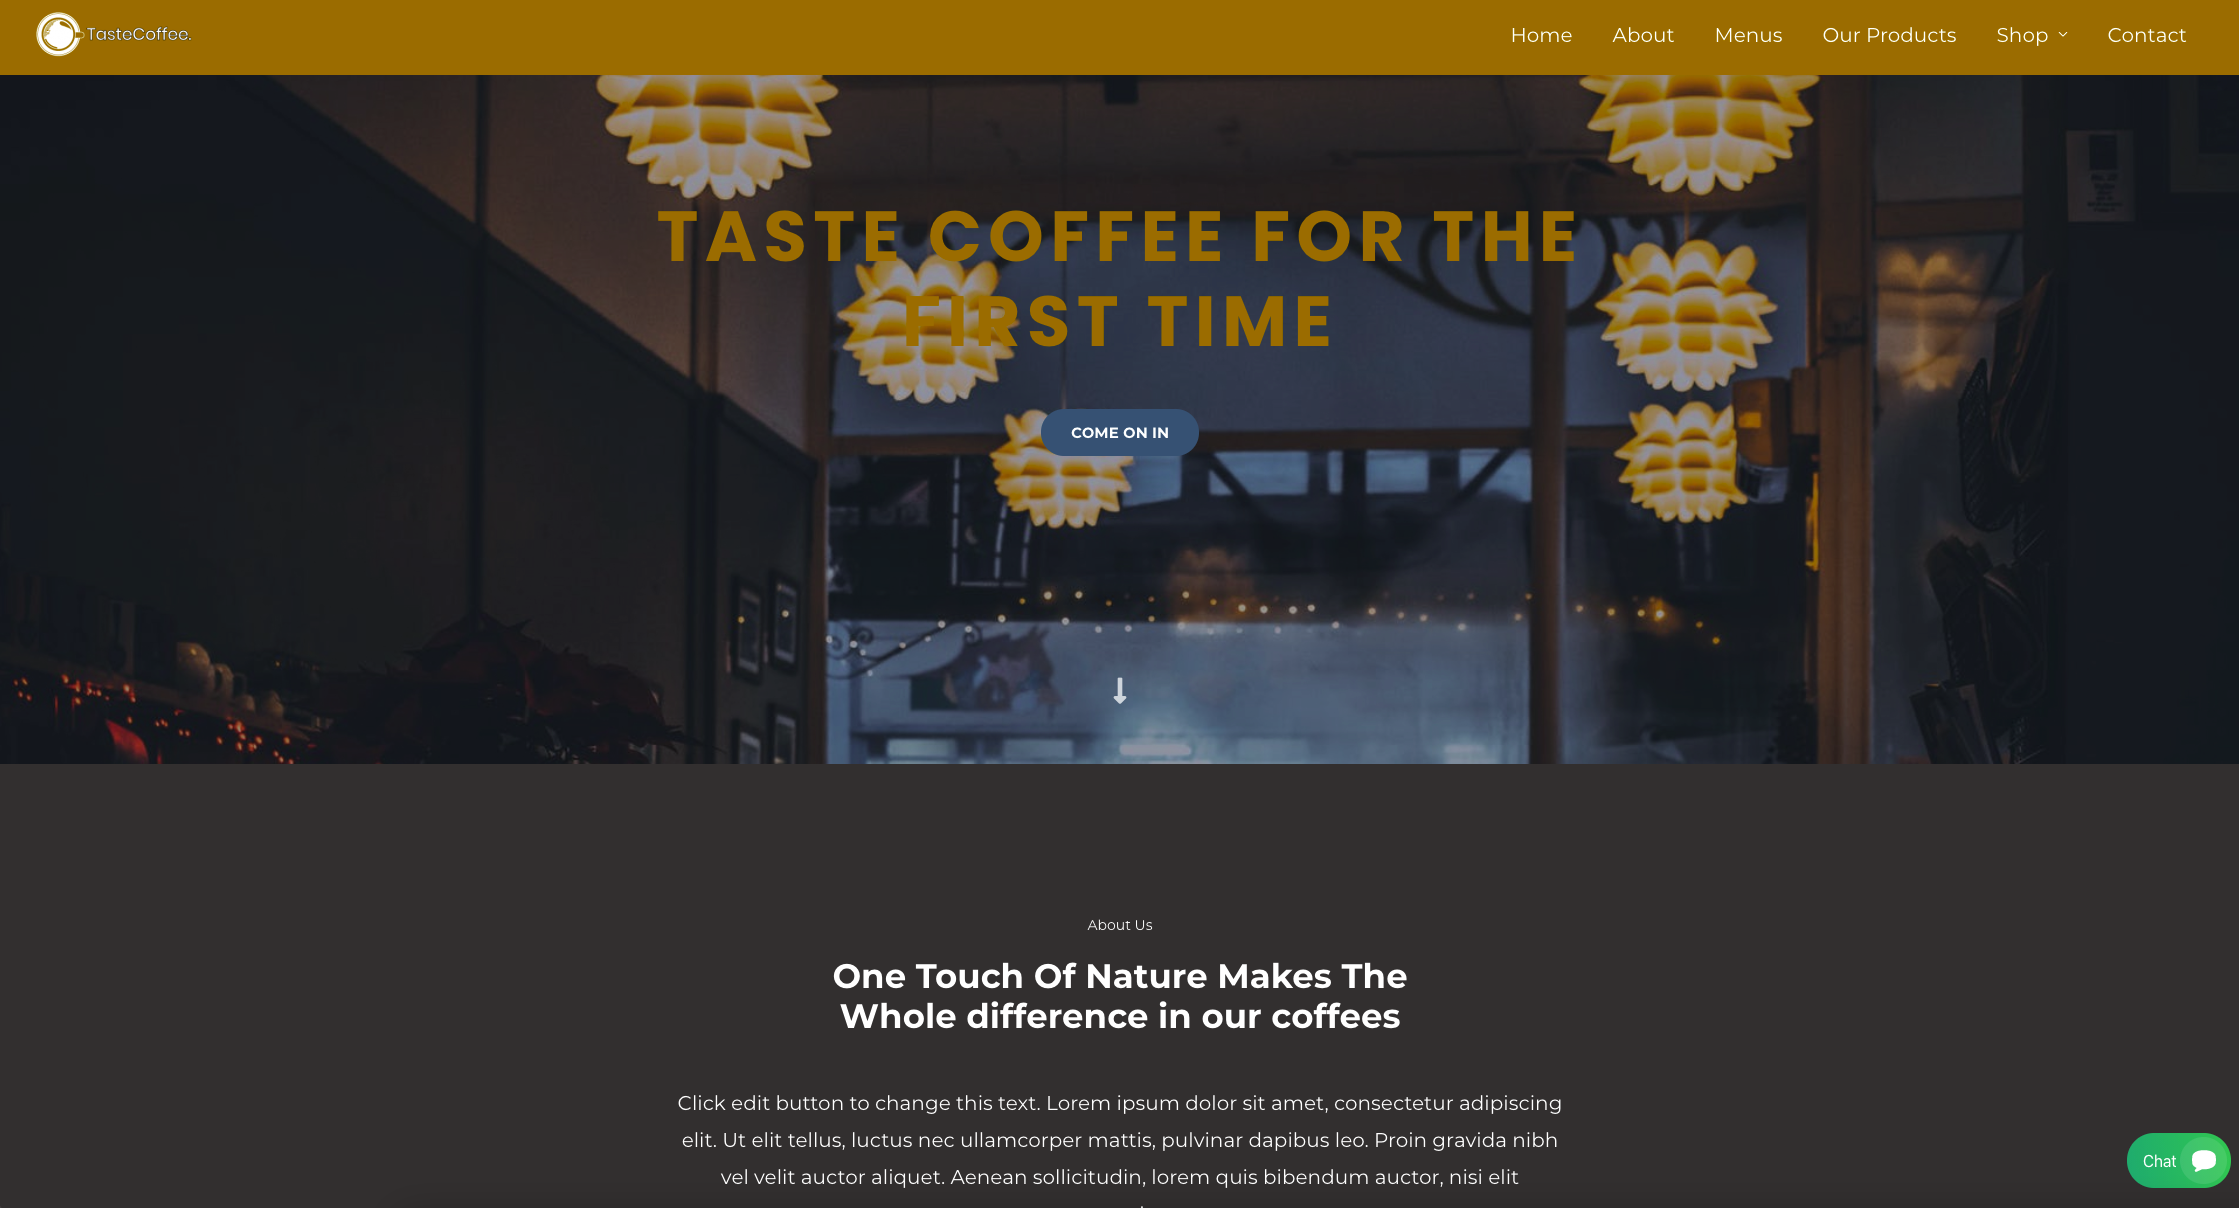 TasteCoffee.
Home
About
Menus
Our Products
Shop
Contact
TASTE COFFEE FOR THE
FIRST TIME
COME ON IN
About Us
One Touch Of Nature Makes The
Whole difference in our coffees
Click edit button to change this text. Lorem ipsum dolor sit amet, consectetur adipiscing
elit. Ut elit tellus, luctus nec ullamcorper mattis, pulvinar dapibus leo. Proin gravida nibh
vel velit auctor aliquet. Aenean sollicitudin, lorem quis bibendum auctor, nisi elit
Chat